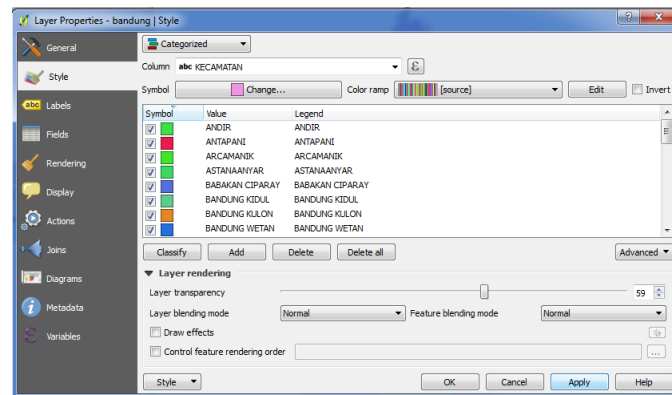 Layer Properties - bandung | Style
General
Style
Labels
Fields
Rendering
Display
Actions
Joins
Diagrams
Metadata
Variables
Categorized
Column abc KECAMATAN ε
Symbol Change... Color ramp [source] Edit Invert
Symbol Value Legend
ANDIR ANDIR
ANTAPANI ANTAPANI
ARCAMANIK ARCAMANIK
ASTANAANYAR ASTANAANYAR
BABAKAN CIPARAY BABAKAN CIPARAY
BANDUNG KIDUL BANDUNG KIDUL
BANDUNG KULON BANDUNG KULON
BANDUNG WETAN BANDUNG WETAN
Classify Add Delete Delete all Advanced
Layer rendering
Layer transparency 59
Layer blending mode Normal Feature blending mode Normal
Draw effects
Control feature rendering order ...
Style OK Cancel Apply Help